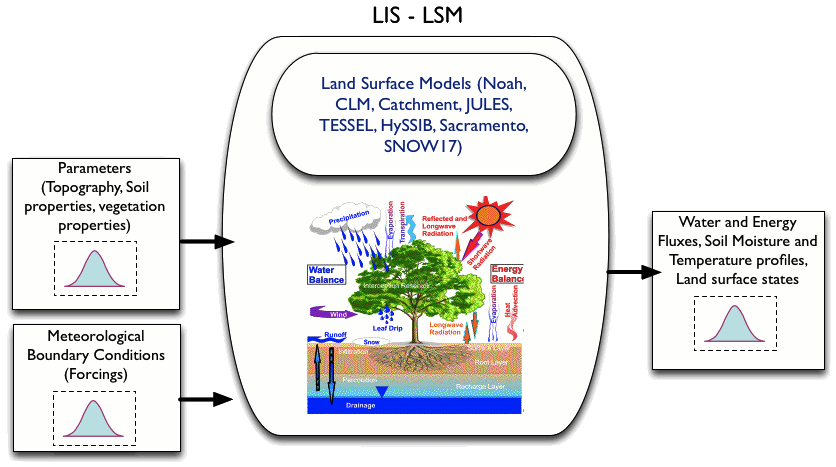 LIS - LSM
Land Surface Models (Noah,
CLM, Catchment, JULES,
TESSEL, HySSIB, Sacramento,
SNOW17)
Parameters
(Topography, Soil
properties, vegetation
properties)
Meteorological
Boundary Conditions
(Forcings)
Precipitation
Evaporation
Transpiration
Reflected and
Longwave
Radiation
Shortwave
Radiation
Water
Balance
Energy
Balance
Interception Reservoir
Wind
Leaf Drip
Longwave
Radiation
Evaporation
Heat
Advection
Runoff
Snow
Infiltration
Root Layer
Percolation
Recharge Layer
Drainage
Water and Energy
Fluxes, Soil Moisture and
Temperature profiles,
Land surface states